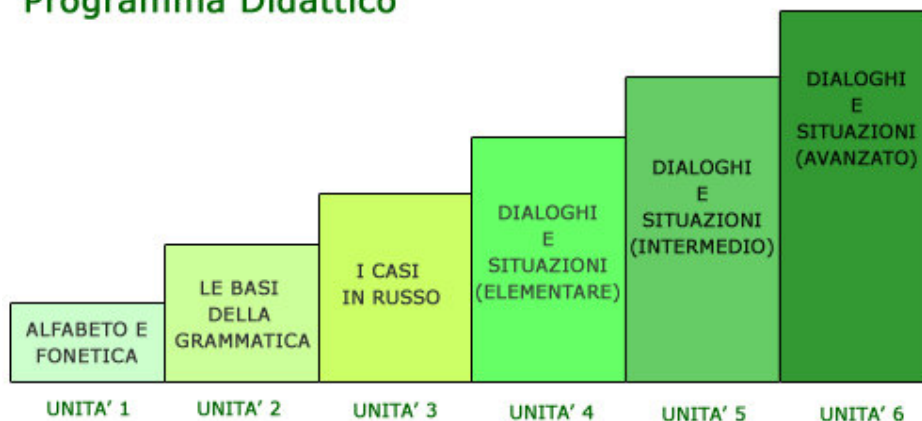 Programma Didattico
ALFABETO E
FONETICA
LE BASI
DELLA
GRAMMATICA
I CASI
IN RUSSO
DIALOGHI
E
SITUAZIONI
(ELEMENTARE)
DIALOGHI
E
SITUAZIONI
(INTERMEDIO)
DIALOGHI
E
SITUAZIONI
(AVANZATO)
UNITA' 1
UNITA' 2
UNITA' 3
UNITA' 4
UNITA' 5
UNITA' 6